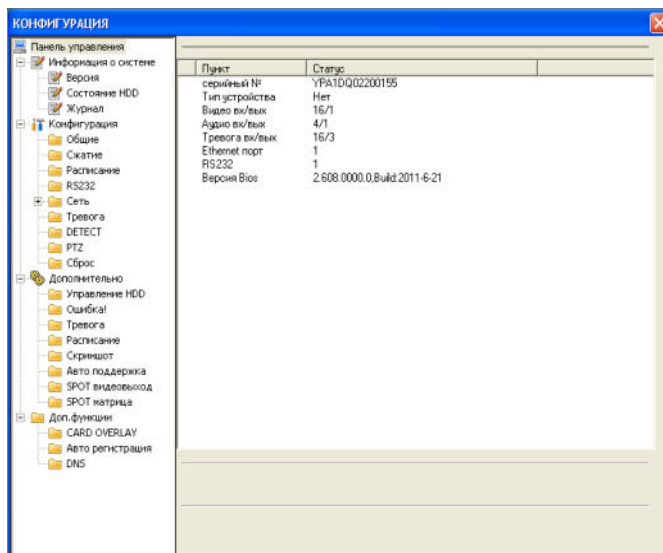 КОНФИГУРАЦИЯ
Панель управления
Информация о системе
Версия
Состояние HDD
Журнал
Конфигурация
Общие
Сжатие
Расписание
RS232
Сеть
Тревога
DETECT
PTZ
Сброс
Дополнительно
Управление HDD
Ошибка!
Тревога
Расписание
Скриншот
Авто поддержка
SPOT видеовыход
SPOT матрица
Доп.функции
CARD OVERLAY
Авто регистрация
DNS
Пункт Статус
серийный № YPA1DQ02200155
Тип устройства Нет
Видео вх/вых 16/1
Аудио вх/вых 4/1
Тревога вх/вых 16/3
Ethernet порт 1
RS232 1
Версия Bios 2.608.0000.0,Build:2011-6-21